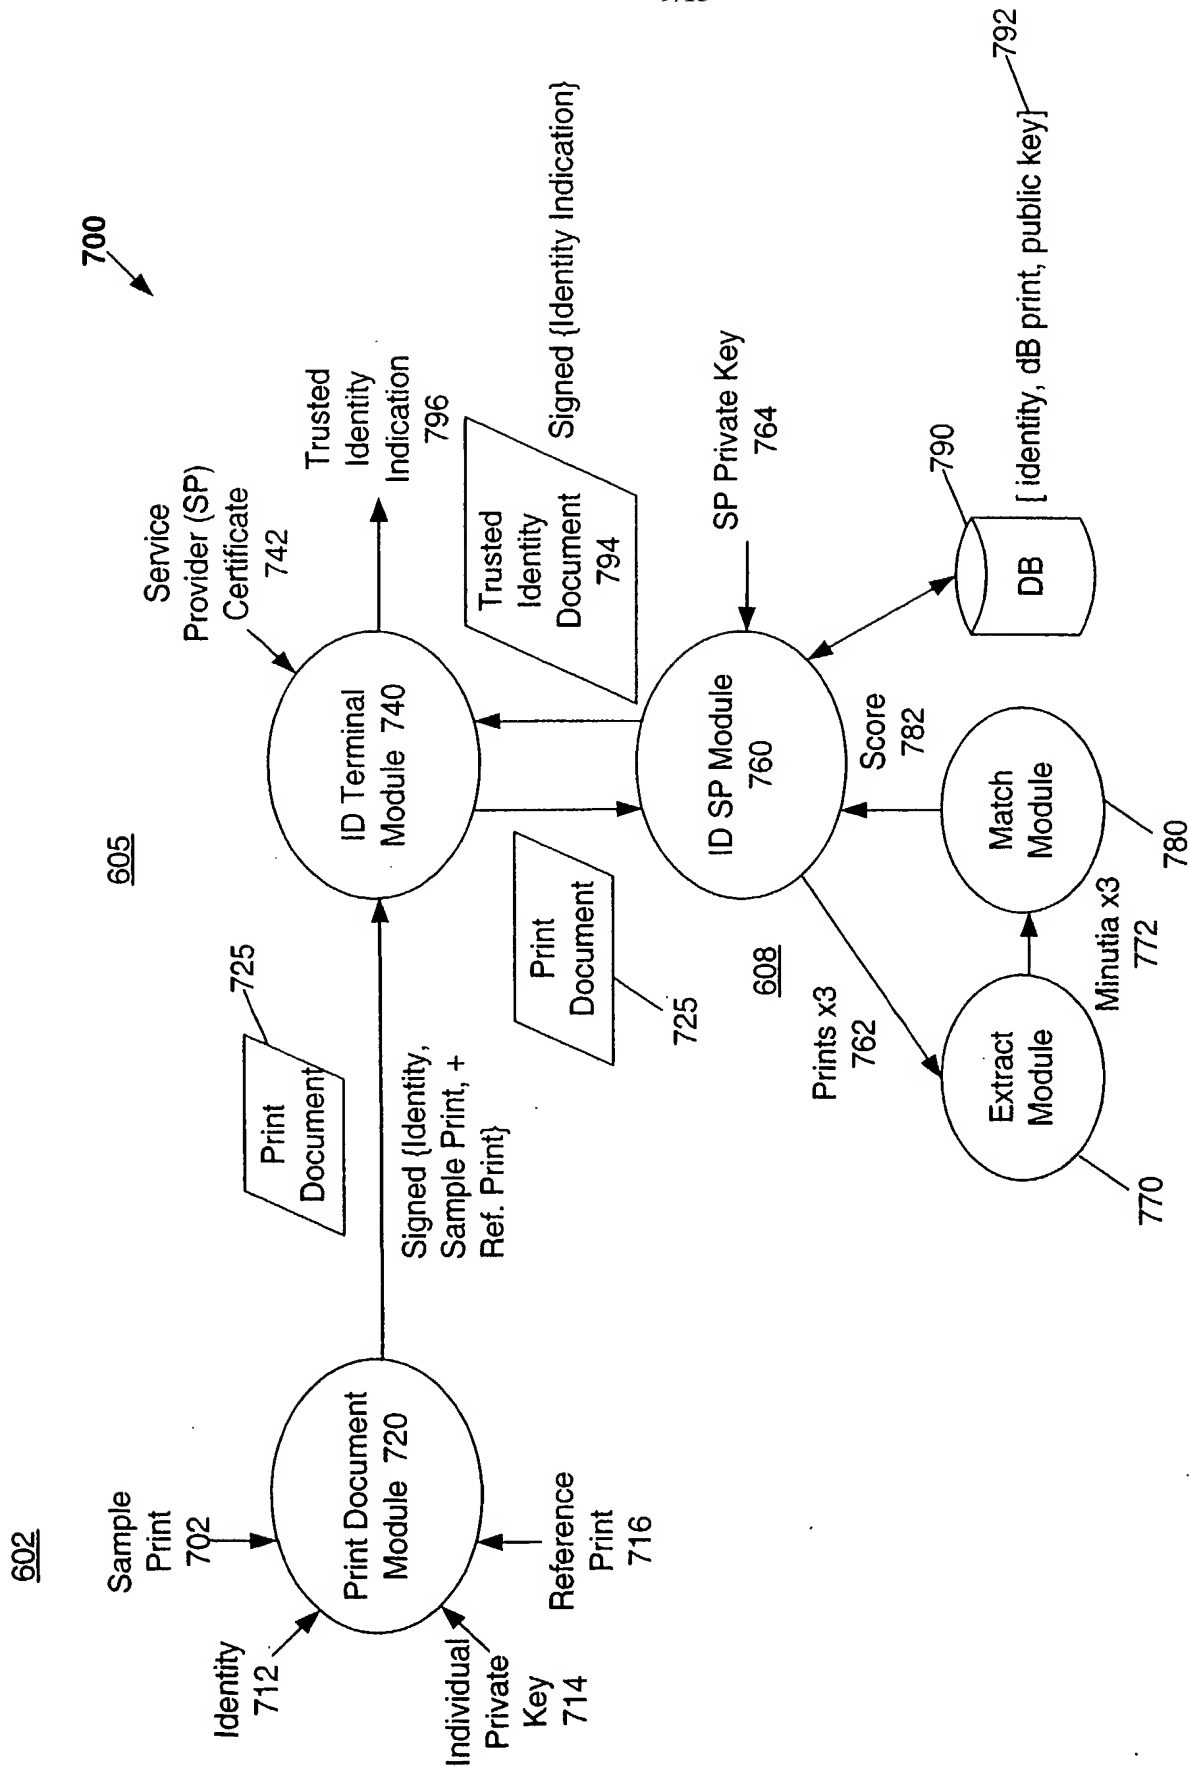 602
605
700
Sample
Print
702
Identity
712
Individual
Private
Key
714
Reference
Print
716
Print Document
Module 720
Print
Document
725
Signed {Identity,
Sample Print, +
Ref. Print}
Service
Provider (SP)
Certificate
742
ID Terminal
Module 740
Trusted
Identity
Indication
796
Print
Document
725
Trusted
Identity
Document
794
Signed {Identity Indication}
608
ID SP Module
760
SP Private Key
764
Prints x3
762
Extract
Module
770
Minutia x3
772
Match
Module
780
Score
782
DB
790
[ identity, dB print, public key]
792